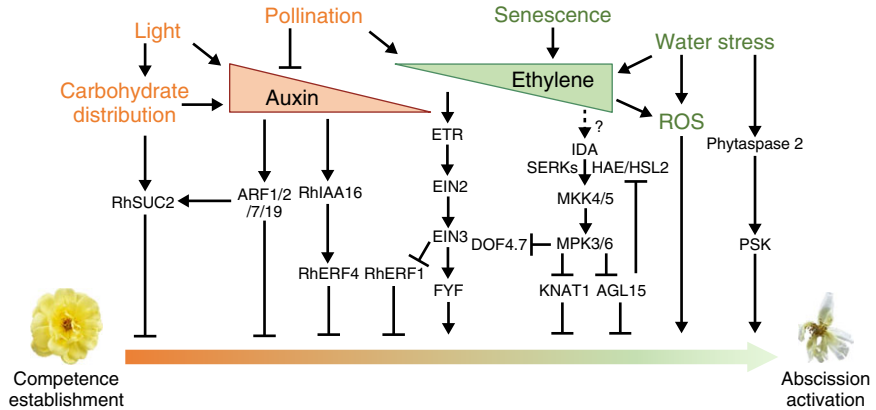 Senescence
Pollination
Light
Water stress
Ethylene
Carbohydrate
distribution
Auxin
ROS
?
ETR
IDA
SERKs HAE/HSL2
Phytaspase 2
EIN2
MKK4/5
RhSUC2
ARF1/2
/7/19
RhIAA16
EIN3
DOF4.7
MPK3/6
PSK
RhERF4
RhERF1
FYF
KNAT1
AGL15
Competence
establishment
Abscission
activation